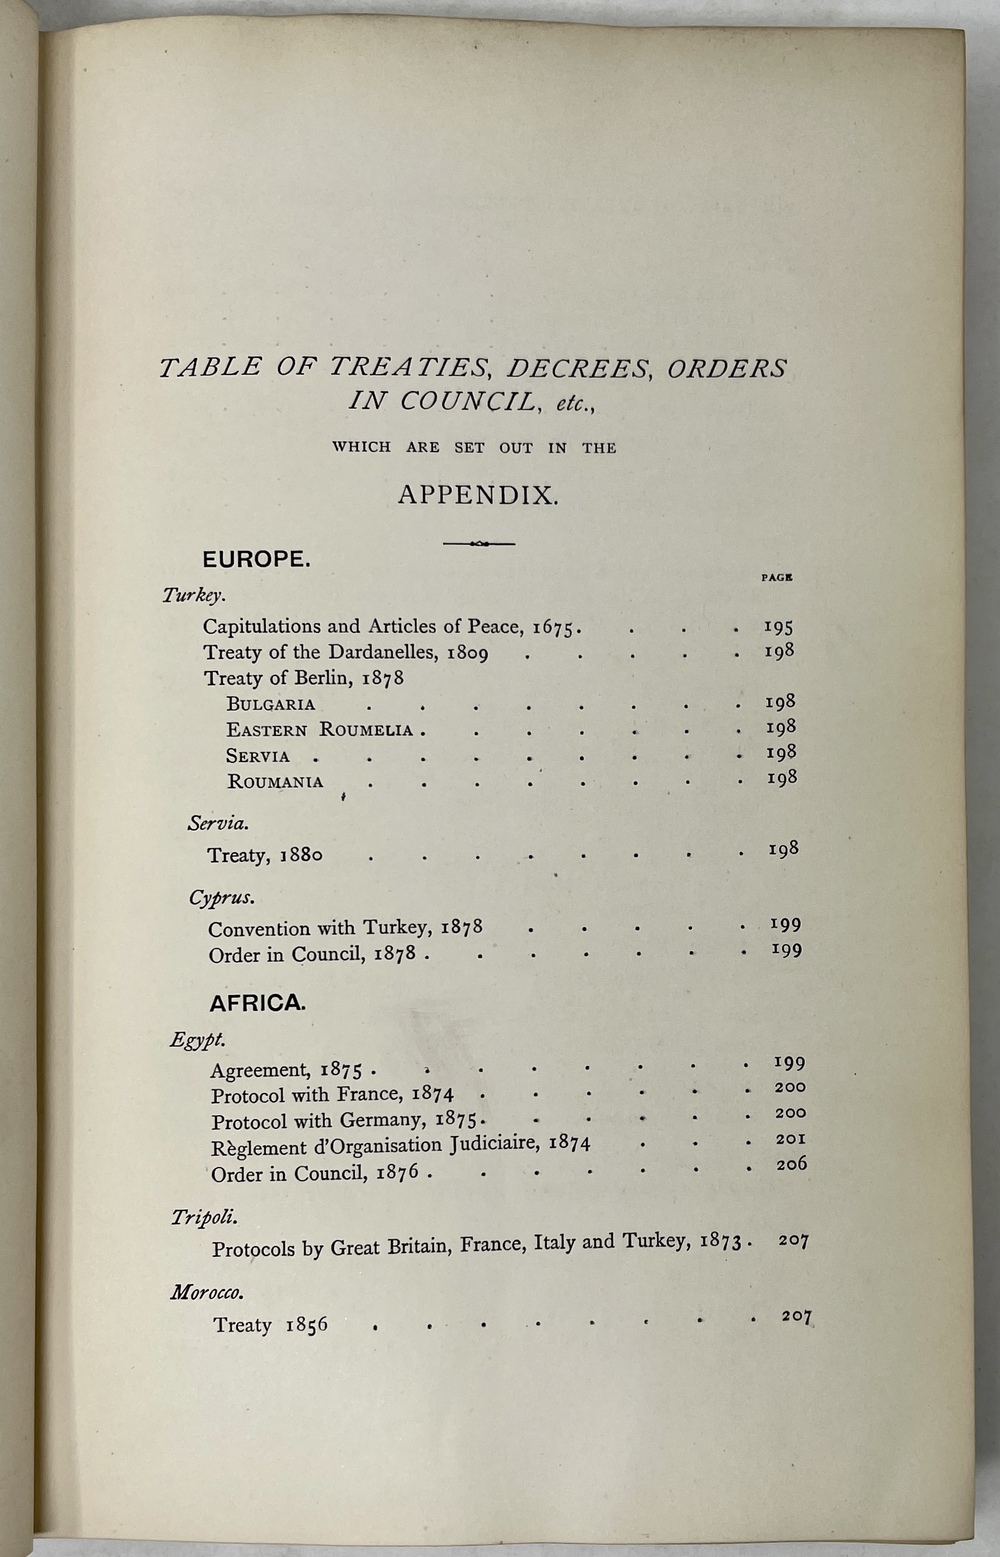 TABLE OF TREATIES, DECREES, ORDERS
IN COUNCIL, etc.,
WHICH ARE SET OUT IN THE
APPENDIX.
EUROPE.
PAGE
Turkey.
Capitulations and Articles of Peace, 1675 . . . . 195
Treaty of the Dardanelles, 1809 . . . . . 198
Treaty of Berlin, 1878
BULGARIA . . . . . . . . 198
EASTERN ROUMELIA . . . . . . . 198
SERVIA . . . . . . . . . 198
ROUMANIA . . . . . . . . 198
Servia.
Treaty, 1880 . . . . . . . . 198
Cyprus.
Convention with Turkey, 1878 . . . . . 199
Order in Council, 1878 . . . . . . . 199
AFRICA.
Egypt.
Agreement, 1875 . . . . . . . . 199
Protocol with France, 1874 . . . . . . 200
Protocol with Germany, 1875 . . . . . . 200
Règlement d'Organisation Judiciaire, 1874 . . . 201
Order in Council, 1876 . . . . . . . 206
Tripoli.
Protocols by Great Britain, France, Italy and Turkey, 1873 . 207
Morocco.
Treaty 1856 . . . . . . . . 207